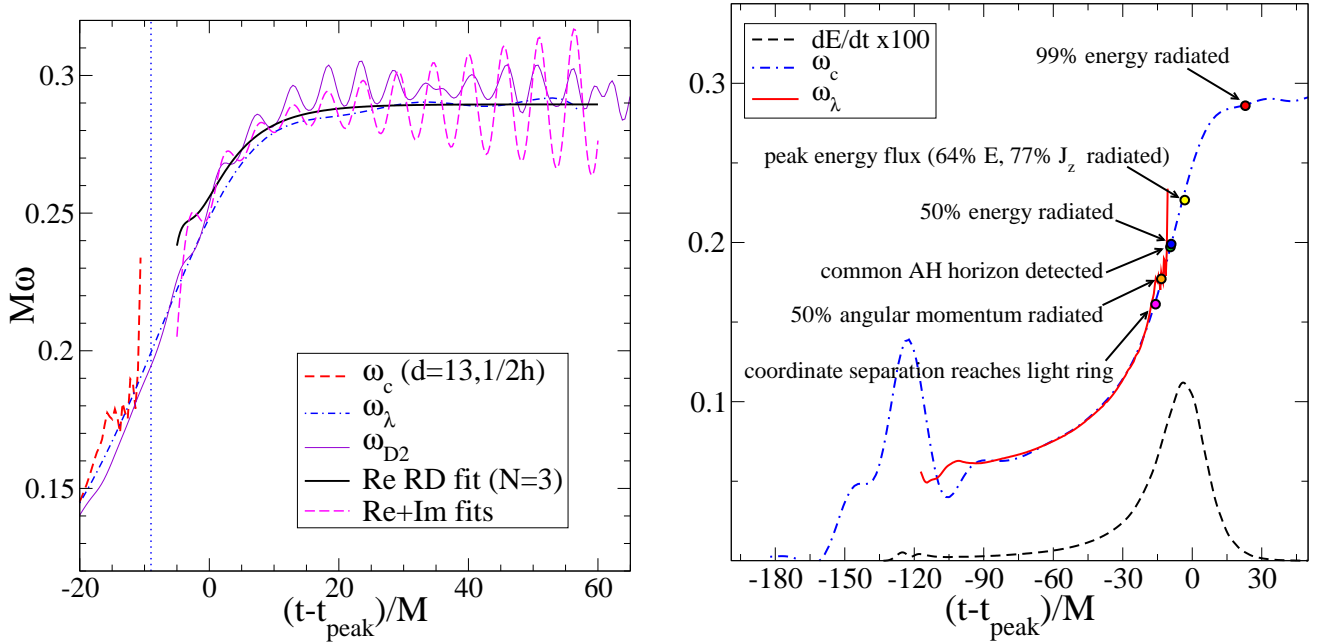 0.3
0.25
0.2
0.15
Mω
-20
0
20
40
60
(t-t_peak)/M
ω_c (d=13,1/2h)
ω_λ
ω_D2
Re RD fit (N=3)
Re+Im fits
0.3
0.2
0.1
-180
-150
-120
-90
-60
-30
0
30
(t-t_peak)/M
dE/dt x100
ω_c
ω_λ
99% energy radiated
peak energy flux (64% E, 77% J_z radiated)
50% energy radiated
common AH horizon detected
50% angular momentum radiated
coordinate separation reaches light ring